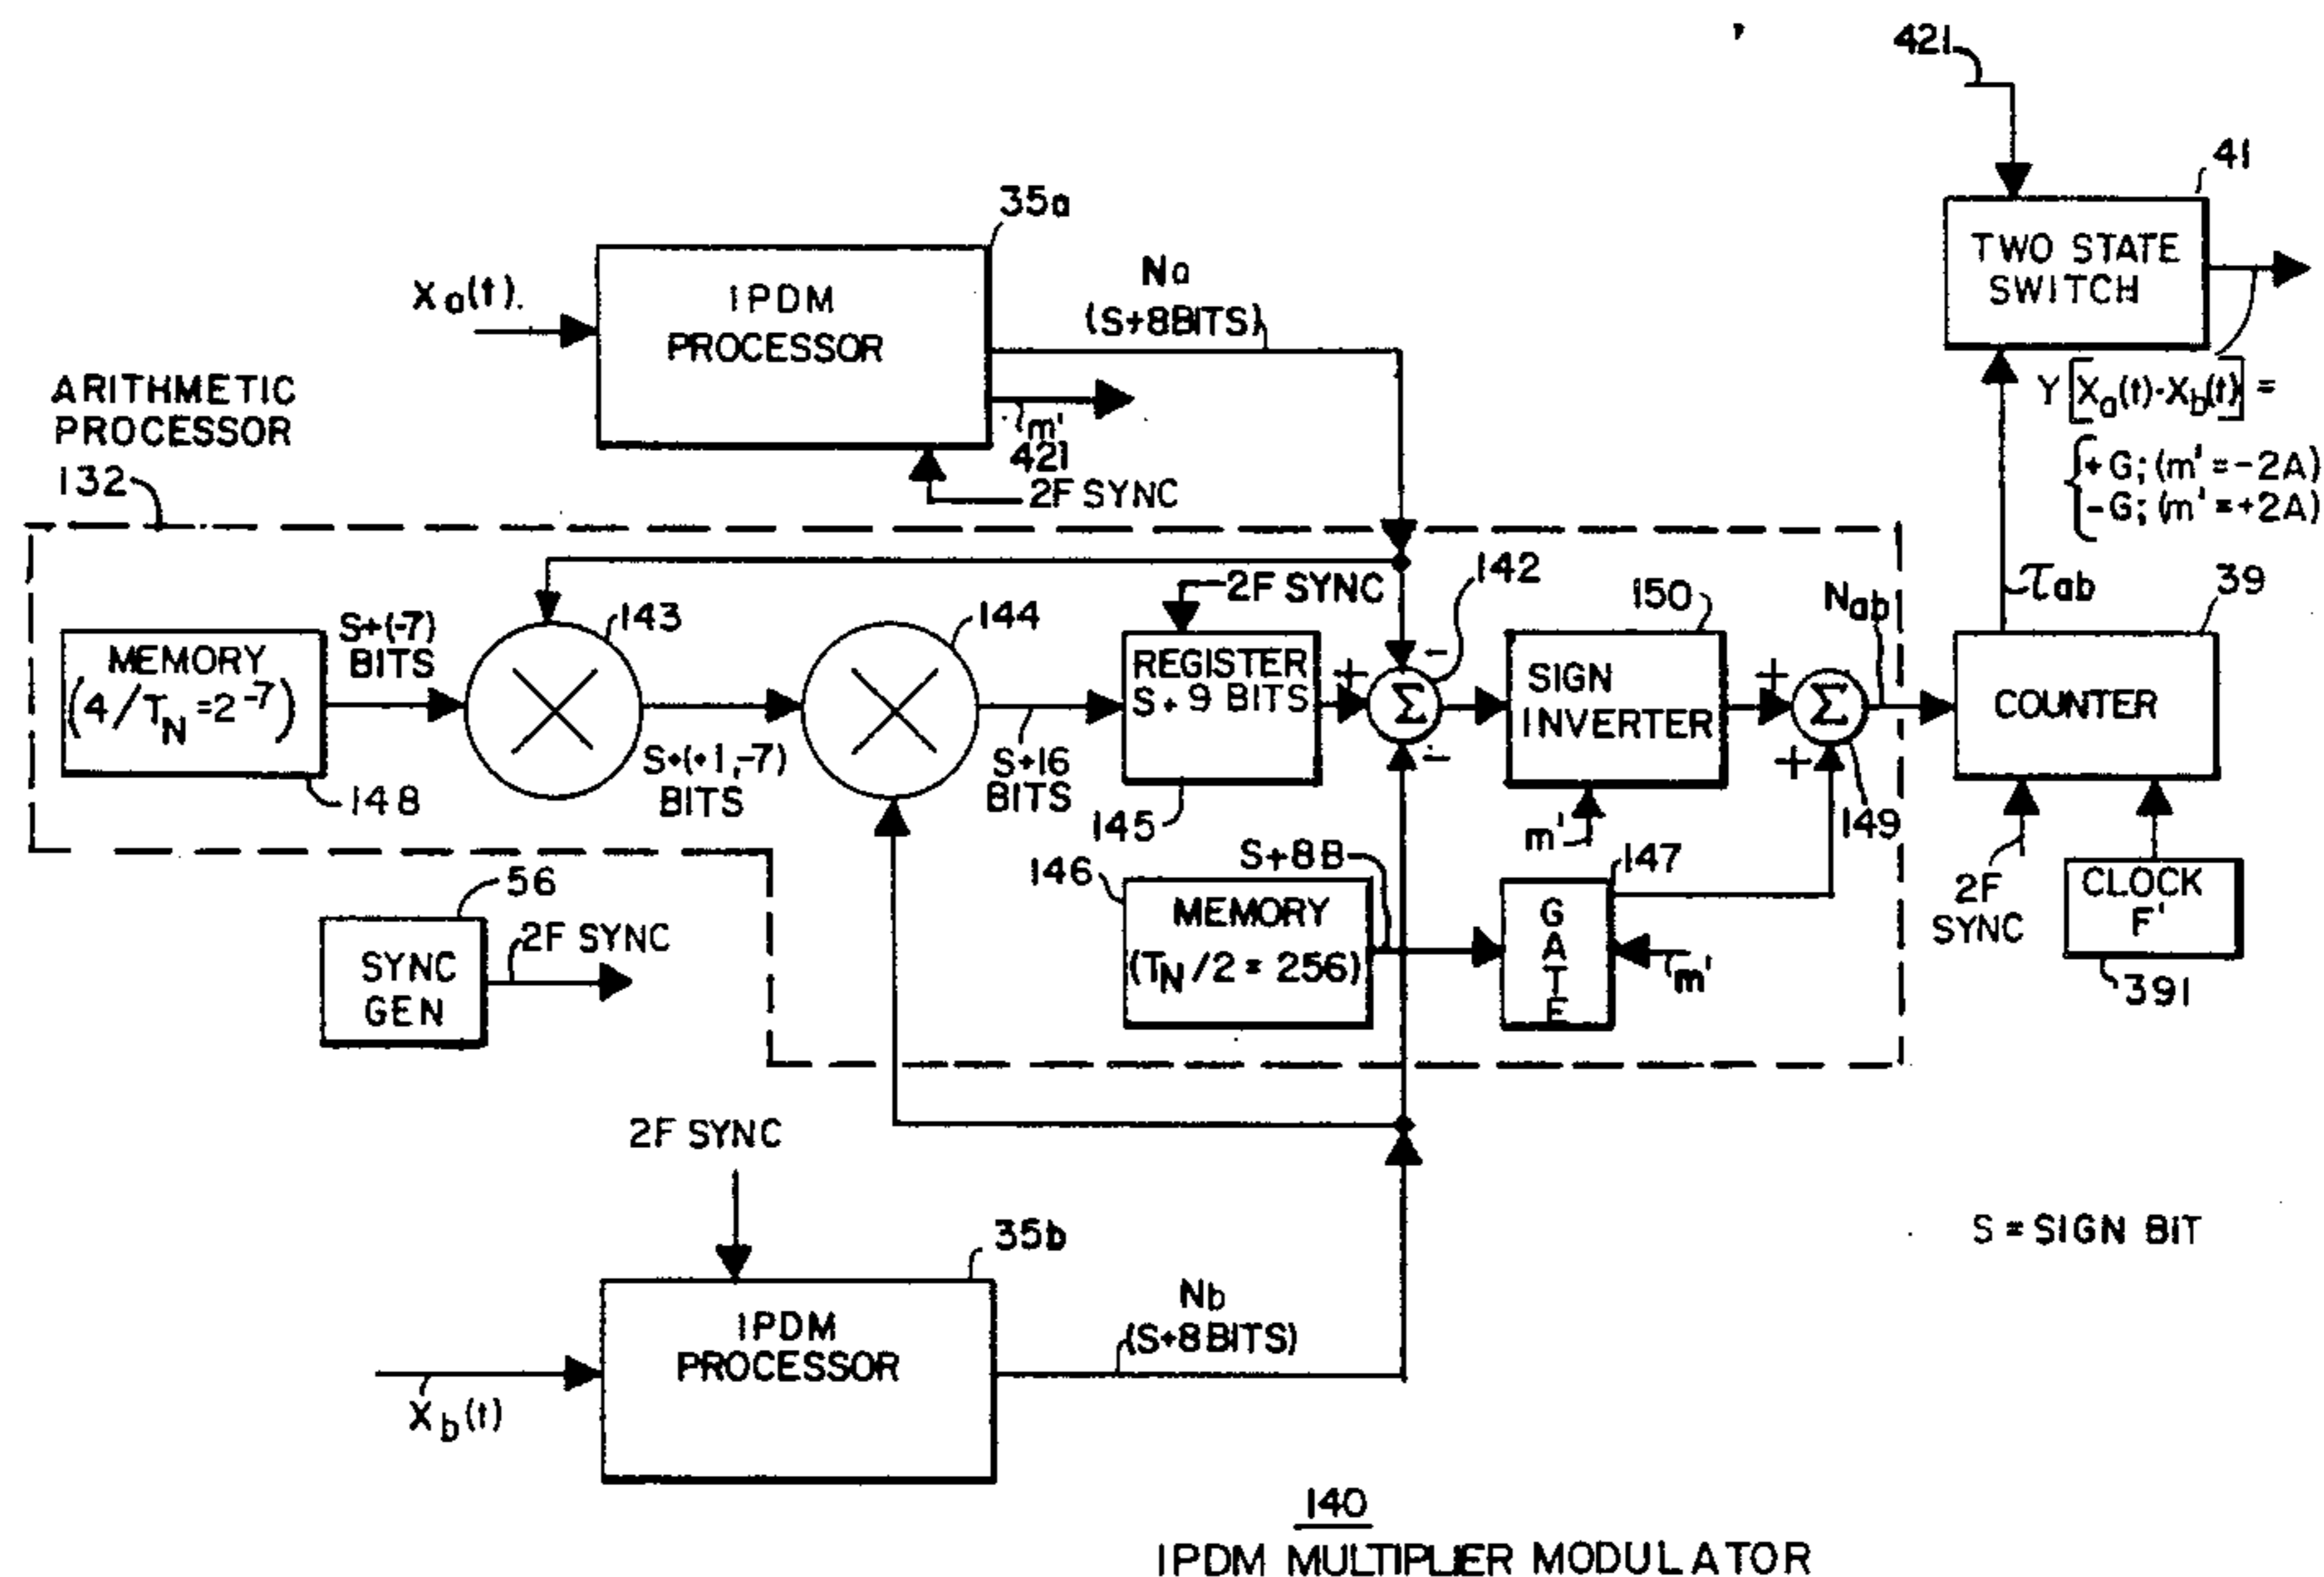 421
41
TWO STATE
SWITCH
35a
Na
(S+8BITS)
Xa(t).
IPDM
PROCESSOR
m'
421
2F SYNC
Y[Xa(t)·Xb(t)] =
+G; (m' = -2A)
-G; (m' = +2A)
ARITHMETIC
PROCESSOR
132
MEMORY
(4/TN = 2-7)
148
S+(-7)
BITS
143
S+(+1,-7)
BITS
144
S+16
BITS
2F SYNC
REGISTER
S+9 BITS
145
+
-
-
Σ
142
150
SIGN
INVERTER
m'
+
+
Σ
149
Nab
τab
39
COUNTER
2F
SYNC
CLOCK
F'
391
146
MEMORY
(TN/2 = 256)
S+8B
147
GATE
m'
56
SYNC
GEN
2F SYNC
2F SYNC
35b
IPDM
PROCESSOR
Xb(t)
Nb
(S+8BITS)
S = SIGN BIT
140
IPDM MULTIPLIER MODULATOR